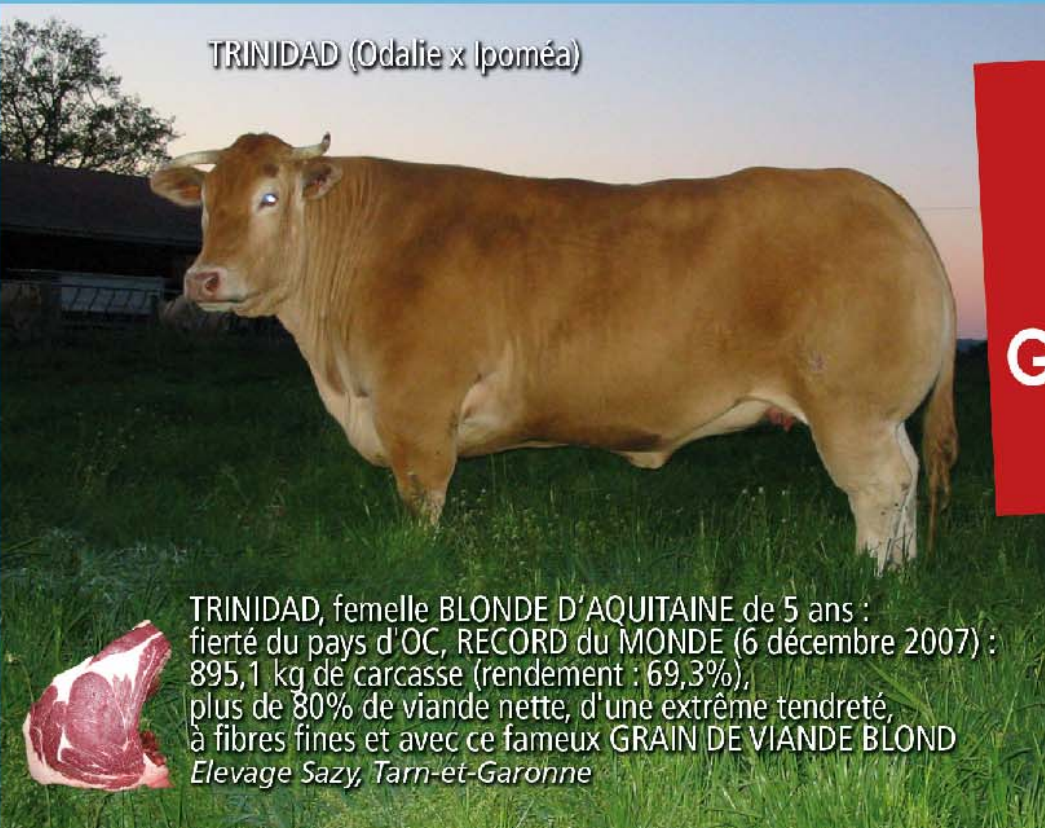 TRINIDAD (Odalie x Ipoméa)
G
TRINIDAD, femelle BLONDE D'AQUITAINE de 5 ans :
fierté du pays d'OC, RECORD du MONDE (6 décembre 2007) :
895,1 kg de carcasse (rendement : 69,3%),
plus de 80% de viande nette, d'une extrême tendreté,
à fibres fines et avec ce fameux GRAIN DE VIANDE BLOND
Elevage Sazy, Tarn-et-Garonne